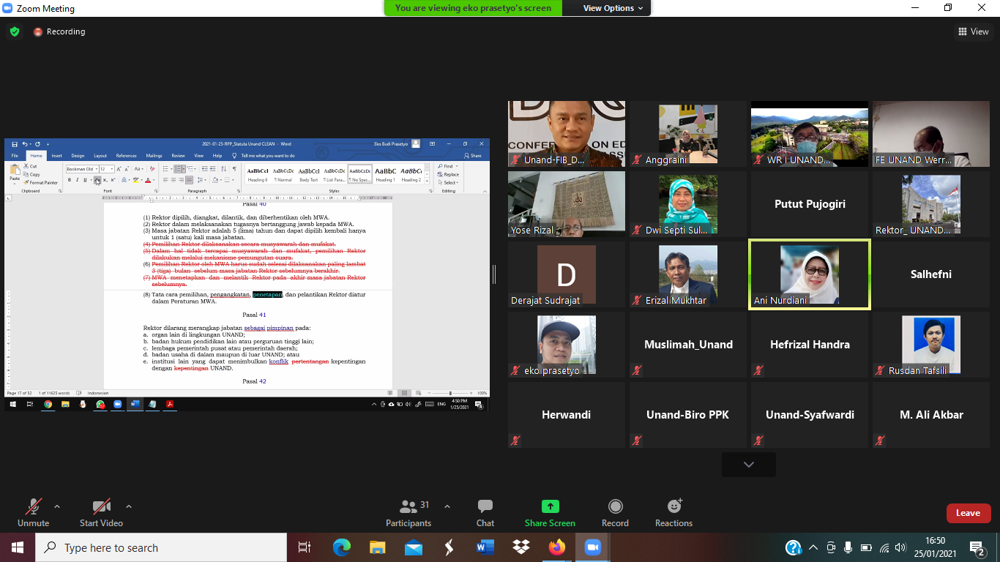 Zoom Meeting
You are viewing eko prasetyo's screen
View Options
Recording
View
2021-01-25-RPP_Statuta Unand CLEAN - Word
Eko Budi Prasetyo
File Home Insert Design Layout References Mailings Review View Help Tell me what you want to do
Share
Paste
Cut
Copy
Format Painter
Clipboard
Bookman Old 12
Font
Paragraph
AaBbCcI AaBbCcDc AaBbCcDc AaBbCcDc AaBbCcDc AaBbC AaBbCc
Heading 6 ¶ Normal Body Text ¶ List Para... ¶ No Spac... Heading 1 Heading 2
Styles
Find
Replace
Select
Editing
Pasal 40
(1) Rektor dipilih, diangkat, dilantik, dan diberhentikan oleh MWA.
(2) Rektor dalam melaksanakan tugasnya bertanggung jawab kepada MWA.
(3) Masa jabatan Rektor adalah 5 (lima) tahun dan dapat dipilih kembali hanya
untuk 1 (satu) kali masa jabatan.
(4) Pemilihan Rektor dilaksanakan secara musyawarah dan mufakat.
(5) Dalam hal tidak tercapai musyawarah dan mufakat, pemilihan Rektor
dilakukan melalui mekanisme pemungutan suara.
(6) Pemilihan Rektor oleh MWA harus sudah selesai dilaksanakan paling lambat
3 (tiga) bulan sebelum masa jabatan Rektor sebelumnya berakhir.
(7) MWA menetapkan dan melantik Rektor pada akhir masa jabatan Rektor
sebelumnya.
(8) Tata cara pemilihan, pengangkatan, penetapan, dan pelantikan Rektor diatur
dalam Peraturan MWA.
Pasal 41
Rektor dilarang merangkap jabatan sebagai pimpinan pada:
a. organ lain di lingkungan UNAND;
b. badan hukum pendidikan lain atau perguruan tinggi lain;
c. lembaga pemerintah pusat atau pemerintah daerah;
d. badan usaha di dalam maupun di luar UNAND; atau
e. institusi lain yang dapat menimbulkan konflik pertentangan kepentingan
dengan kepentingan UNAND.
Pasal 42
Page 17 of 52 1 of 11625 words Indonesian
100%
ENG
4:50 PM
1/25/2021
Unand-FIB_D...
Anggraini
WR I UNAND...
FE UNAND Werr...
Yose Rizal
Dwi Septi Sul...
Putut Pujogiri
Rektor_ UNAND...
D
Derajat Sudrajat
Erizal Mukhtar
Ani Nurdiani
Salhefni
eko prasetyo
Muslimah_Unand
Hefrizal Handra
Rusdan Tafsili
Herwandi
Unand-Biro PPK
Unand-Syafwardi
M. Ali Akbar
Unmute
Start Video
Participants 31
Chat
Share Screen
Record
Reactions
Leave
Type here to search
16:50
25/01/2021
2